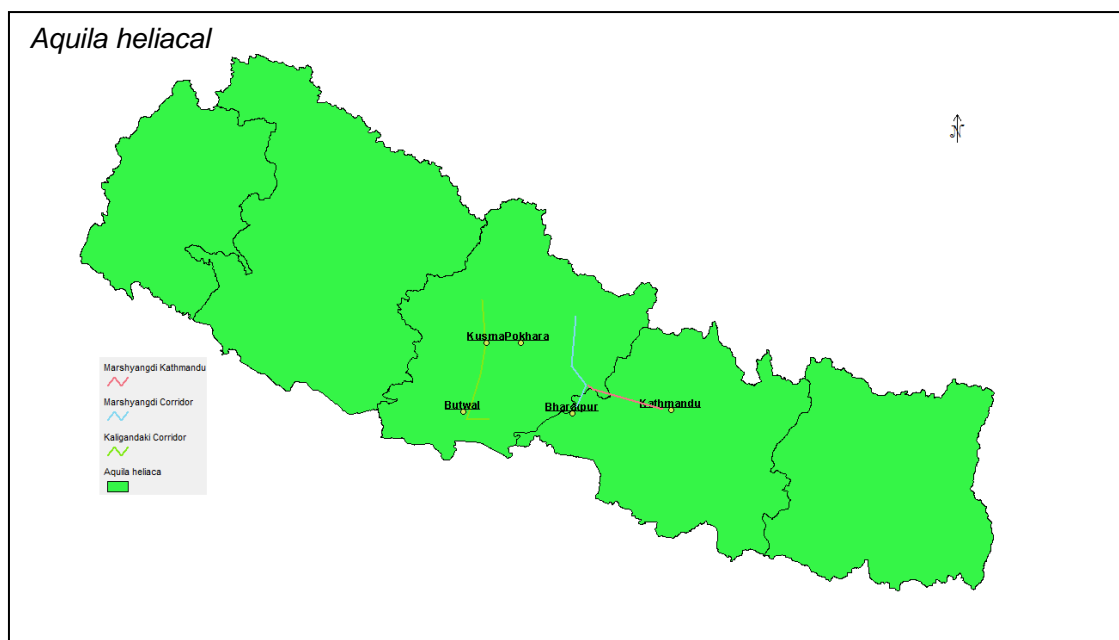 Aquila heliacal
N
KusmaPokhara
Butwal
Bharatpur
Kathmandu
Marshyangdi Kathmandu
Marshyangdi Corridor
Kaligandaki Corridor
Aquila heliaca